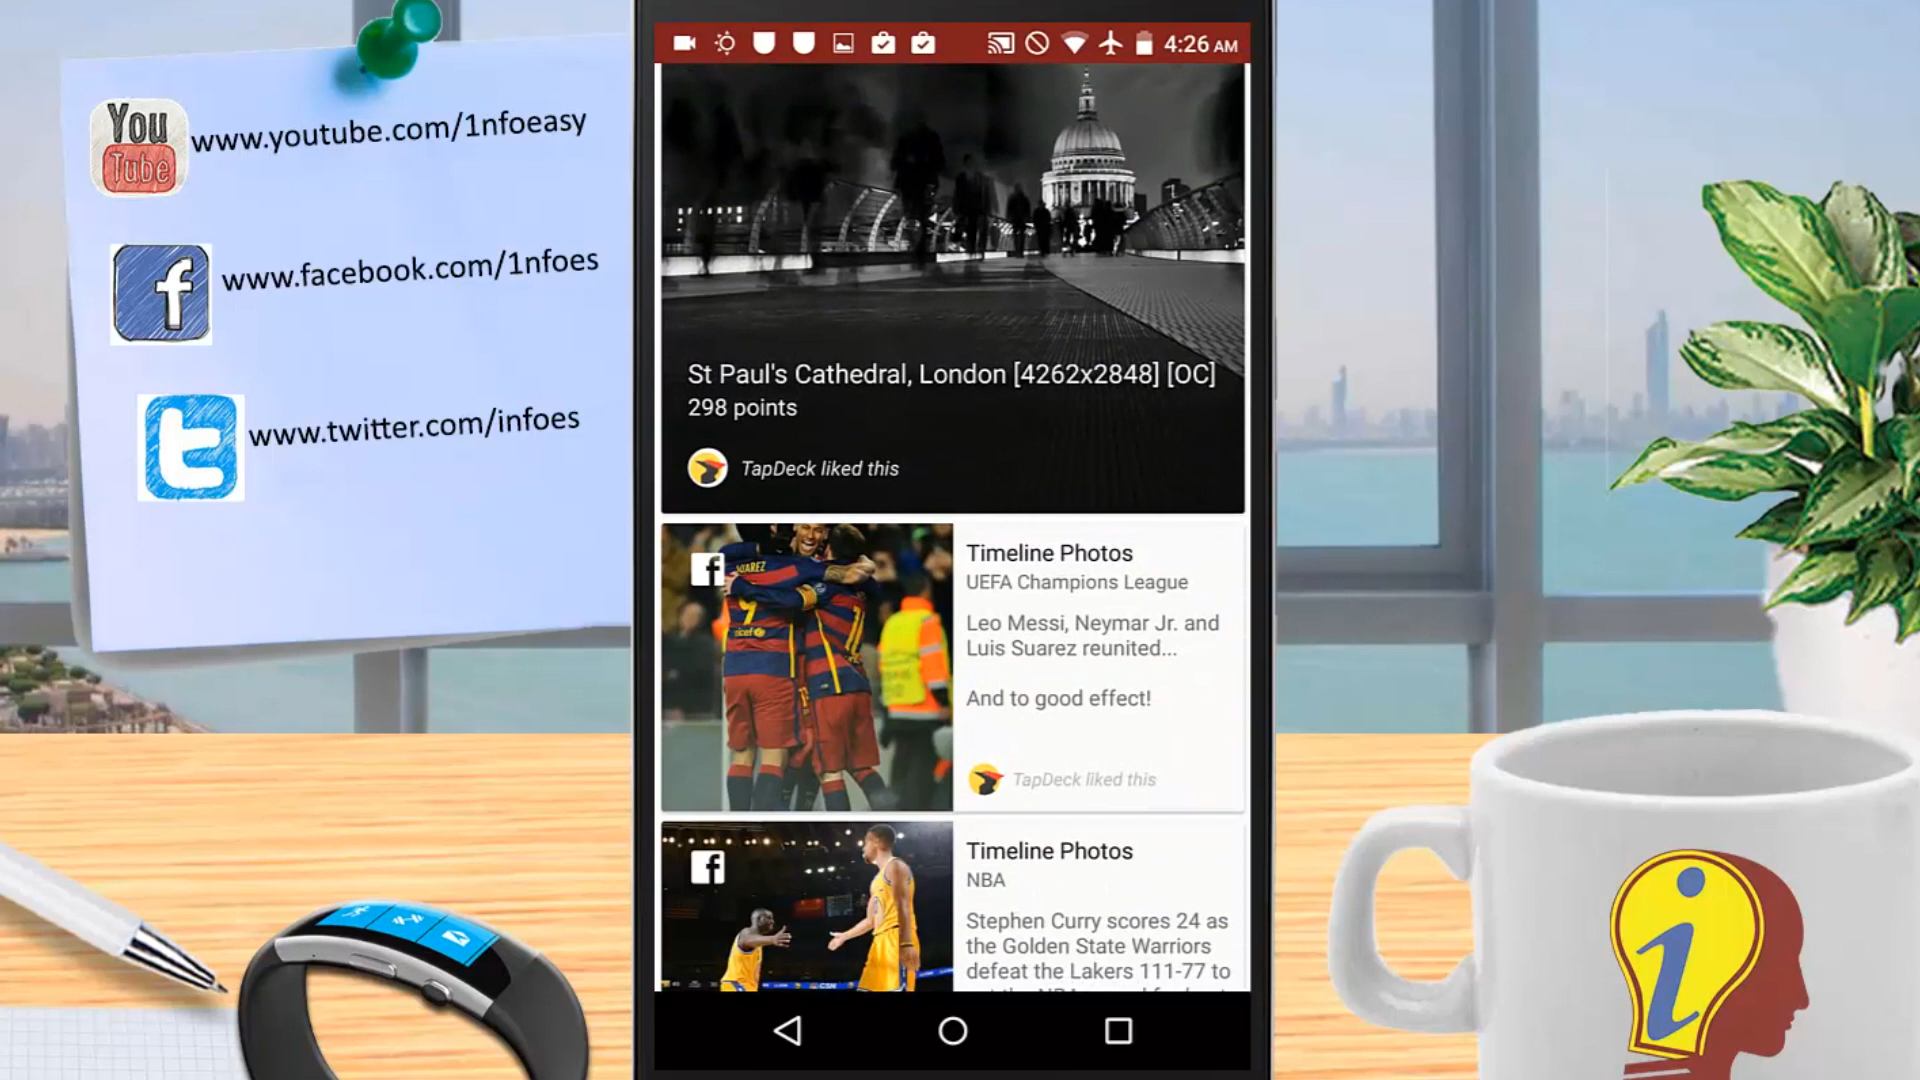 You
Tube
www.youtube.com/1nfoeasy
www.facebook.com/1nfoes
www.twitter.com/infoes
4:26 AM
St Paul's Cathedral, London [4262x2848] [OC]
298 points
TapDeck liked this
Timeline Photos
UEFA Champions League
Leo Messi, Neymar Jr. and
Luis Suarez reunited...
And to good effect!
TapDeck liked this
Timeline Photos
NBA
Stephen Curry scores 24 as
the Golden State Warriors
defeat the Lakers 111-77 to